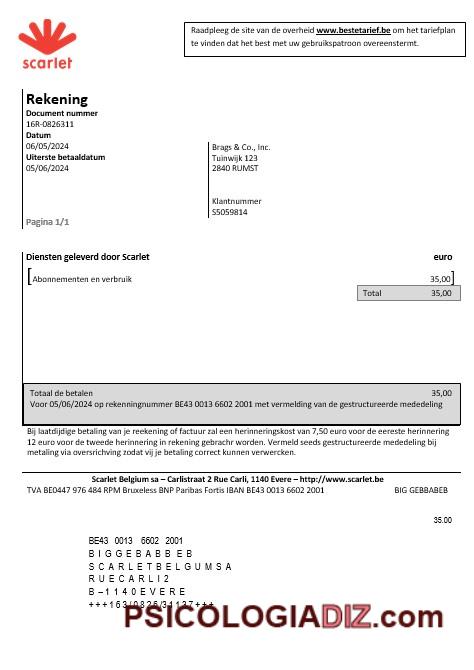 scarlet
Raadpleeg de site van de overheid www.bestetarief.be om het tariefplan
te vinden dat het best met uw gebruikspatroon overeenstermt.
Rekening
Document nummer
16R-0826311
Datum
06/05/2024
Uiterste betaaldatum
05/06/2024
Brags & Co., Inc.
Tuinwijk 123
2840 RUMST
Klantnummer
S5059814
Pagina 1/1
Diensten geleverd door Scarlet euro
Abonnementen en verbruik 35,00
Total 35,00
Totaal de betalen 35,00
Voor 05/06/2024 op rekenningnummer BE43 0013 6602 2001 met vermelding van de gestructureerde mededeling
Bij laatdijdige betaling van je reekening of factuur zal een herinneringskost van 7,50 euro voor de eereste herinnering
12 euro voor de tweede herinnering in rekening gebrachr worden. Vermeld seeds gestructureerde mededeling bij
metaling via oversrichving zodat vij je betaling correct kunnen verwercken.
Scarlet Belgium sa – Carlistraat 2 Rue Carli, 1140 Evere – http://www.scarlet.be
TVA BE0447 976 484 RPM Bruxeless BNP Paribas Fortis IBAN BE43 0013 6602 2001 BIG GEBBABEB
35.00
BE43 0013 6602 2001
B I G G E B A B B E B
S C A R L E T B E L G U M S A
R U E C A R L I 2
B – 1 1 4 0 E V E R E
+ + + 1 6 3 / 0 8 2 6 / 3 1 1 3 7 + + +
PSICOLOGIADIZ.com